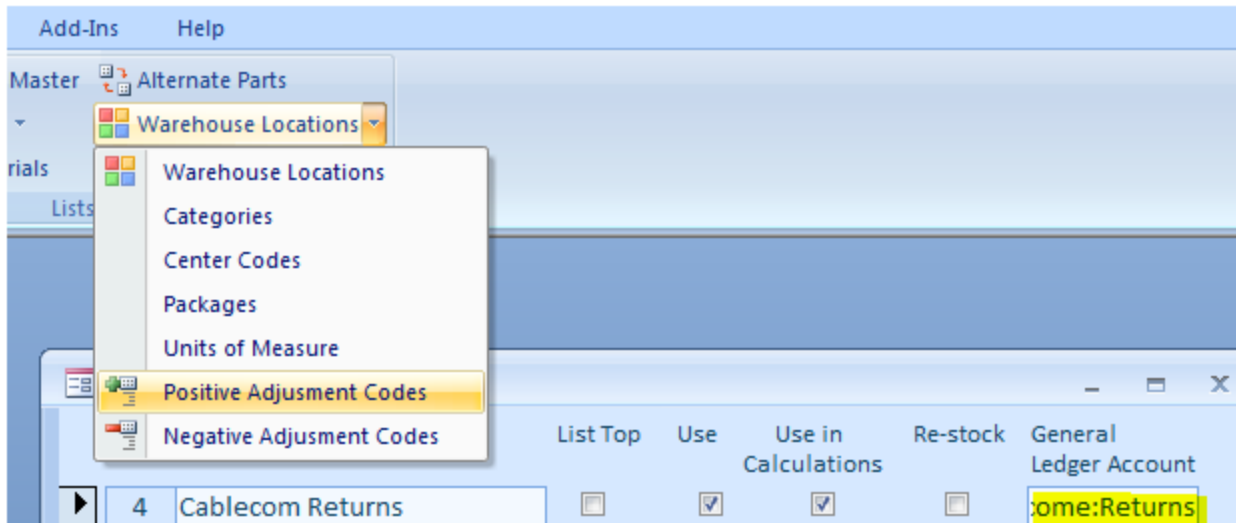 Add-Ins Help
Master Alternate Parts
Warehouse Locations
rials
Lists
Warehouse Locations
Categories
Center Codes
Packages
Units of Measure
Positive Adjusment Codes
Negative Adjusment Codes
List Top Use Use in Calculations Re-stock General Ledger Account
4 Cablecom Returns ome:Returns